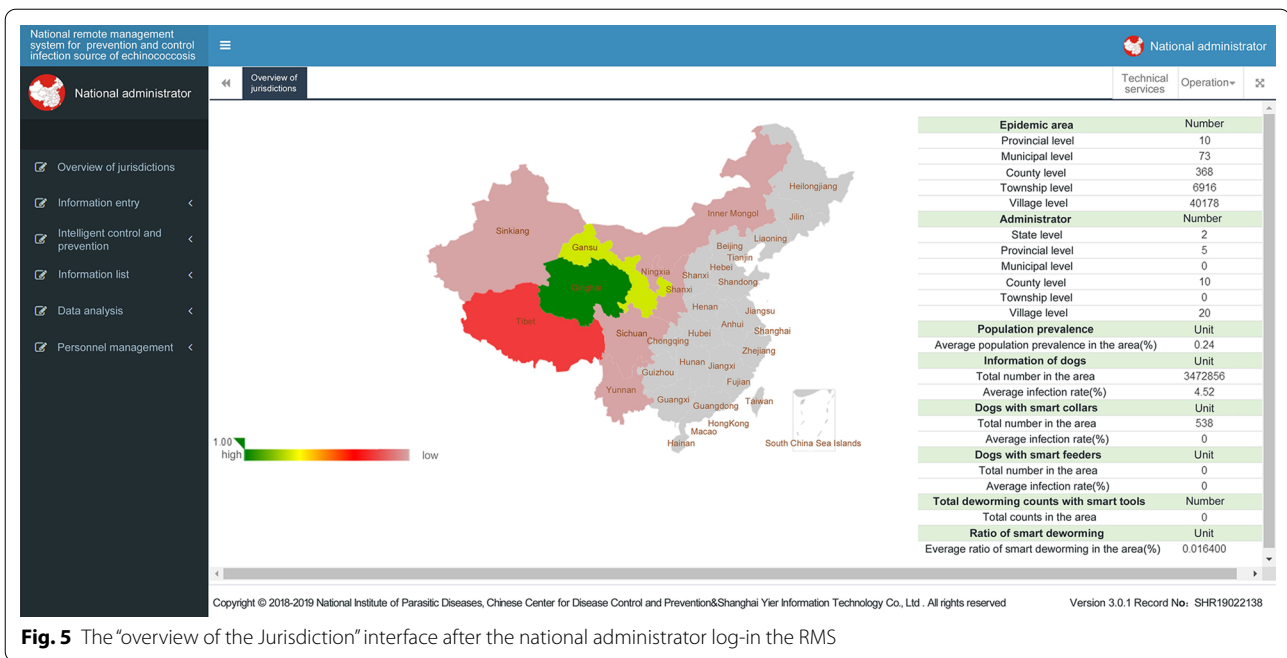 National remote management
system for prevention and control
infection source of echinococcosis
National administrator
National administrator
Overview of
jurisdictions
Technical
services
Operation
Overview of jurisdictions
Information entry
Intelligent control and
prevention
Information list
Data analysis
Personnel management
Heilongjiang
Jilin
Inner Mongol
Liaoning
Sinkiang
Beijing
Gansu
Tianjin
Ningxia
Hebei
Shanxi
Shandong
Qinghai
Shanxi
Henan
Jiangsu
Tibet
Anhui
Shanghai
Sichuan
Hubei
Chongqing
Zhejiang
Hunan
Jiangxi
Guizhou
Fujian
Yunnan
Guangxi
Guangdong
Taiwan
HongKong
Macao
Hainan
South China Sea Islands
1.00
high
low
Epidemic area Number
Provincial level 10
Municipal level 73
County level 368
Township level 6916
Village level 40178
Administrator Number
State level 2
Provincial level 5
Municipal level 0
County level 10
Township level 0
Village level 20
Population prevalence Unit
Average population prevalence in the area(%) 0.24
Information of dogs Unit
Total number in the area 3472856
Average infection rate(%) 4.52
Dogs with smart collars Unit
Total number in the area 538
Average infection rate(%) 0
Dogs with smart feeders Unit
Total number in the area 0
Average infection rate(%) 0
Total deworming counts with smart tools Number
Total counts in the area 0
Ratio of smart deworming Unit
Everage ratio of smart deworming in the area(%) 0.016400
Copyright © 2018-2019 National Institute of Parasitic Diseases, Chinese Center for Disease Control and Prevention&Shanghai Yier Information Technology Co., Ltd . All rights reserved Version 3.0.1 Record No: SHR19022138
Fig. 5 The "overview of the Jurisdiction" interface after the national administrator log-in the RMS